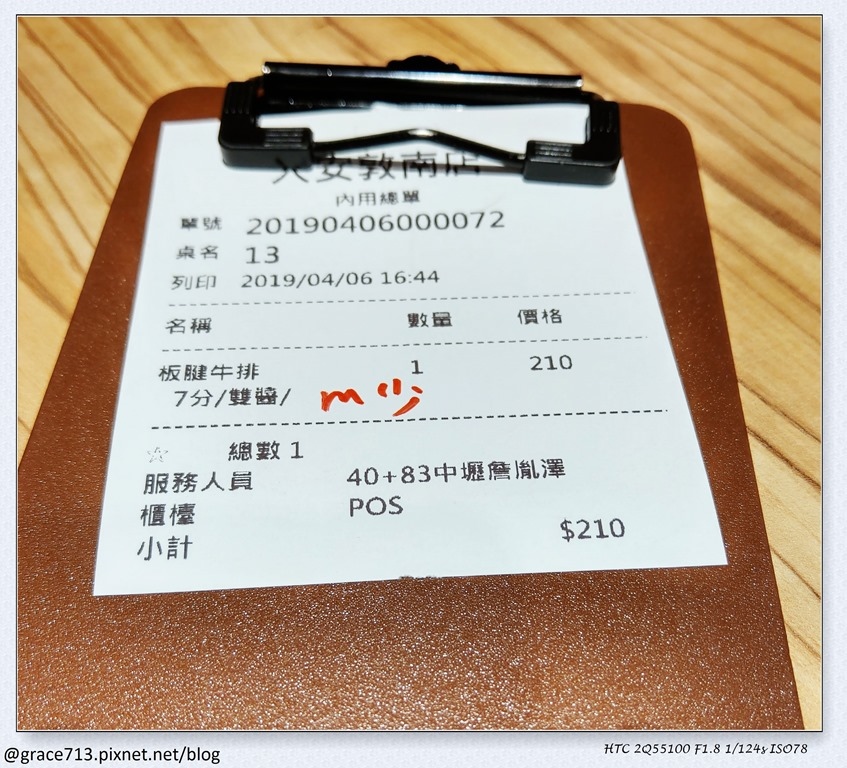 大安敦南店
內用總單
單號 20190406000072
桌名 13
列印 2019/04/06 16:44
名稱 數量 價格
板腱牛排 1 210
7分/雙醬/ m
☆ 總數 1
服務人員 40+83中壢詹胤澤
櫃檯 POS
小計 $210
@grace713.pixnet.net/blog
HTC 2Q55100 F1.8 1/124s ISO78